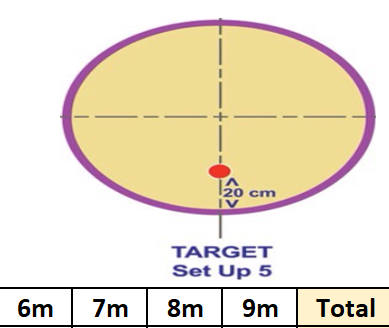 20 cm
TARGET
Set Up 5
6m 7m 8m 9m Total